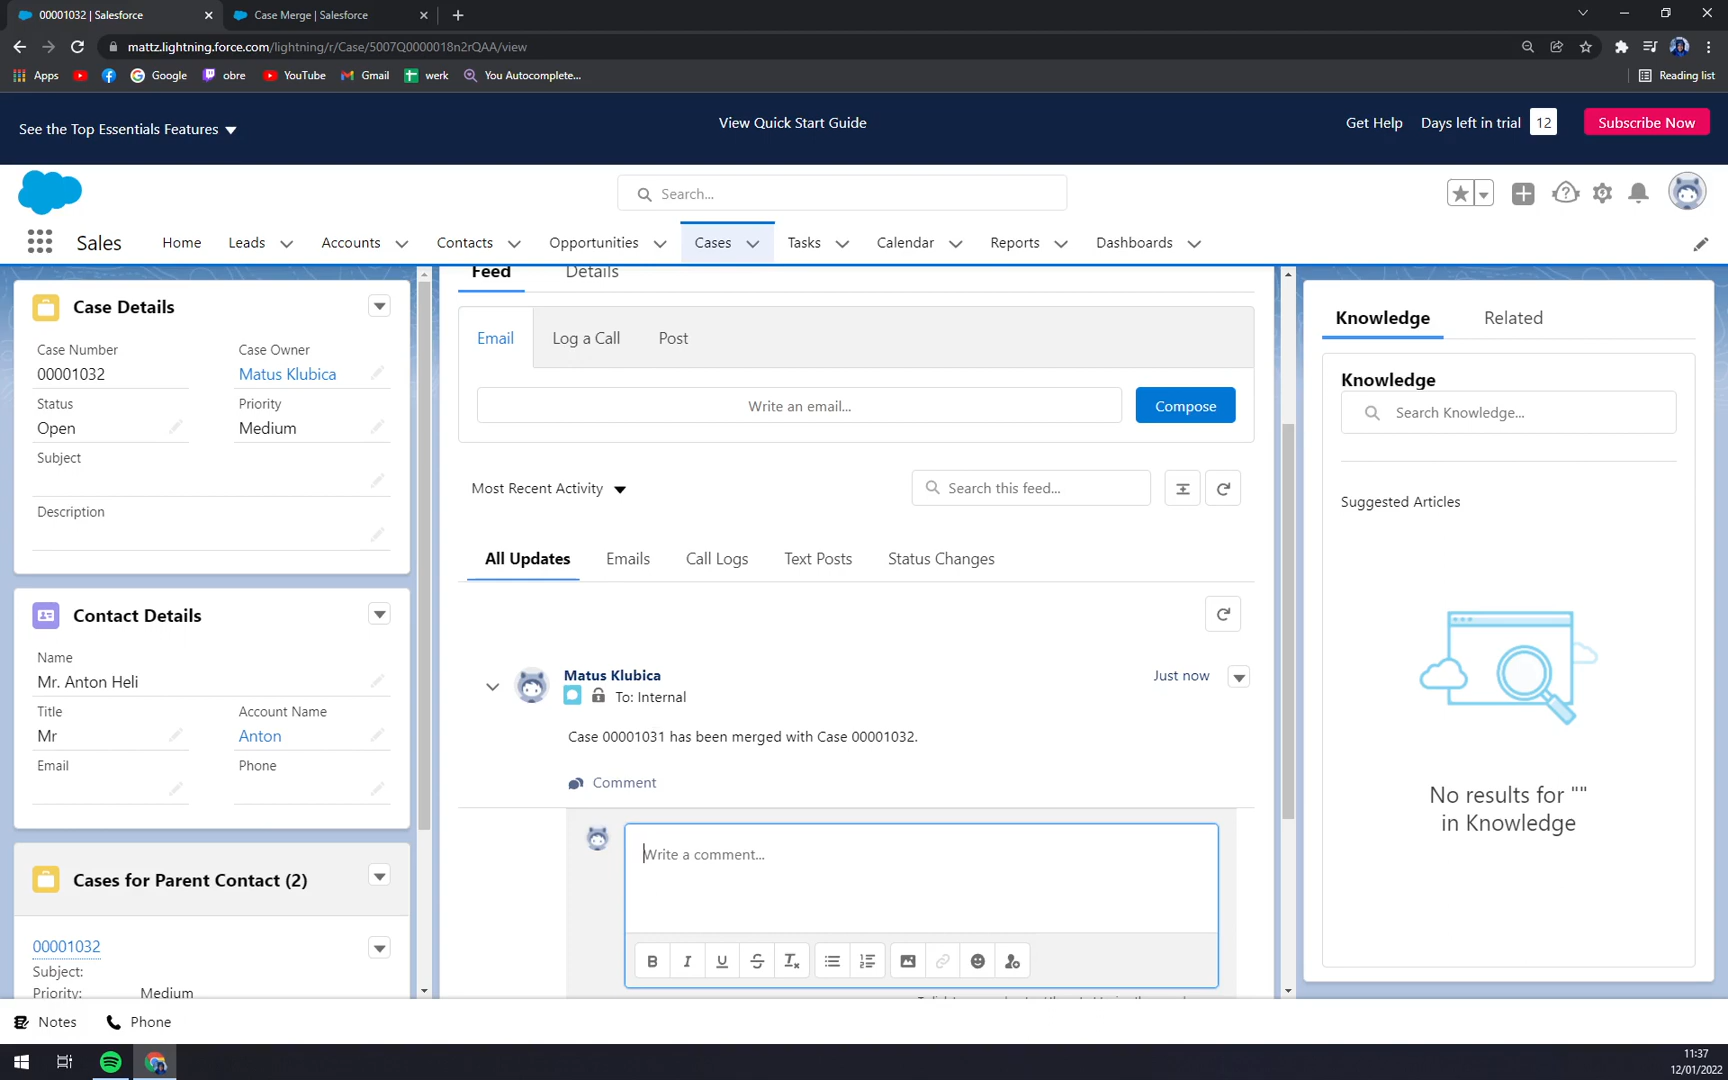 00001032 | Salesforce
Case Merge | Salesforce
mattz.lightning.force.com/lightning/r/Case/5007Q0000018n2rQAA/view
Apps
Google
obre
YouTube
Gmail
werk
You Autocomplete...
Reading list
See the Top Essentials Features
View Quick Start Guide
Get Help
Days left in trial
12
Subscribe Now
Search...
Sales
Home
Leads
Accounts
Contacts
Opportunities
Cases
Tasks
Calendar
Reports
Dashboards
Case Details
Case Number
Case Owner
00001032
Matus Klubica
Status
Priority
Open
Medium
Subject
Description
Contact Details
Name
Mr. Anton Heli
Title
Account Name
Mr
Anton
Email
Phone
Cases for Parent Contact (2)
00001032
Subject:
Priority:
Medium
Feed
Details
Email
Log a Call
Post
Write an email...
Compose
Most Recent Activity
Search this feed...
All Updates
Emails
Call Logs
Text Posts
Status Changes
Matus Klubica
Just now
To: Internal
Case 00001031 has been merged with Case 00001032.
Comment
Write a comment...
Knowledge
Related
Knowledge
Search Knowledge...
Suggested Articles
No results for ""
in Knowledge
Notes
Phone
11:37
12/01/2022